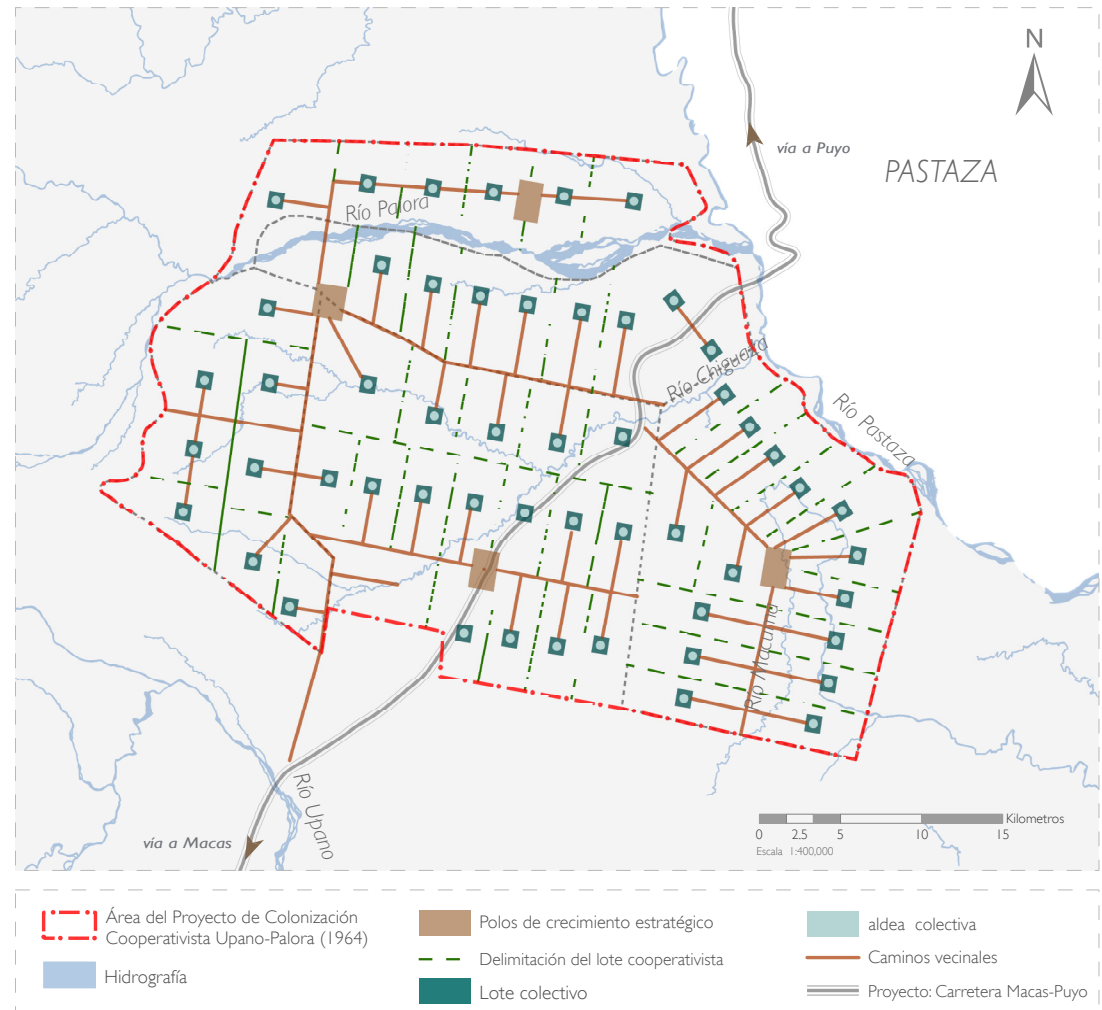 N
vía a Puyo
PASTAZA
Río Palora
Río Chiguaza
Río Pastaza
Río Macuma
Río Upano
vía a Macas
Kilometros
0 2.5 5 10 15
Escala 1:400,000
Área del Proyecto de Colonización
Cooperativista Upano-Palora (1964)
Hidrografía
Polos de crecimiento estratégico
Delimitación del lote cooperativista
Lote colectivo
aldea colectiva
Caminos vecinales
Proyecto: Carretera Macas-Puyo